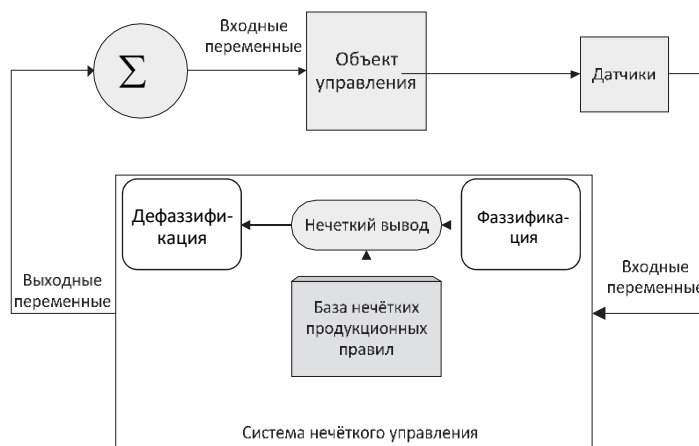 Входные
переменные
Σ
Объект
управления
Датчики
Дефаззифи-
кация
Нечеткий вывод
Фаззифика-
ция
Выходные
переменные
База нечётких
продукционных
правил
Входные
переменные
Система нечёткого управления